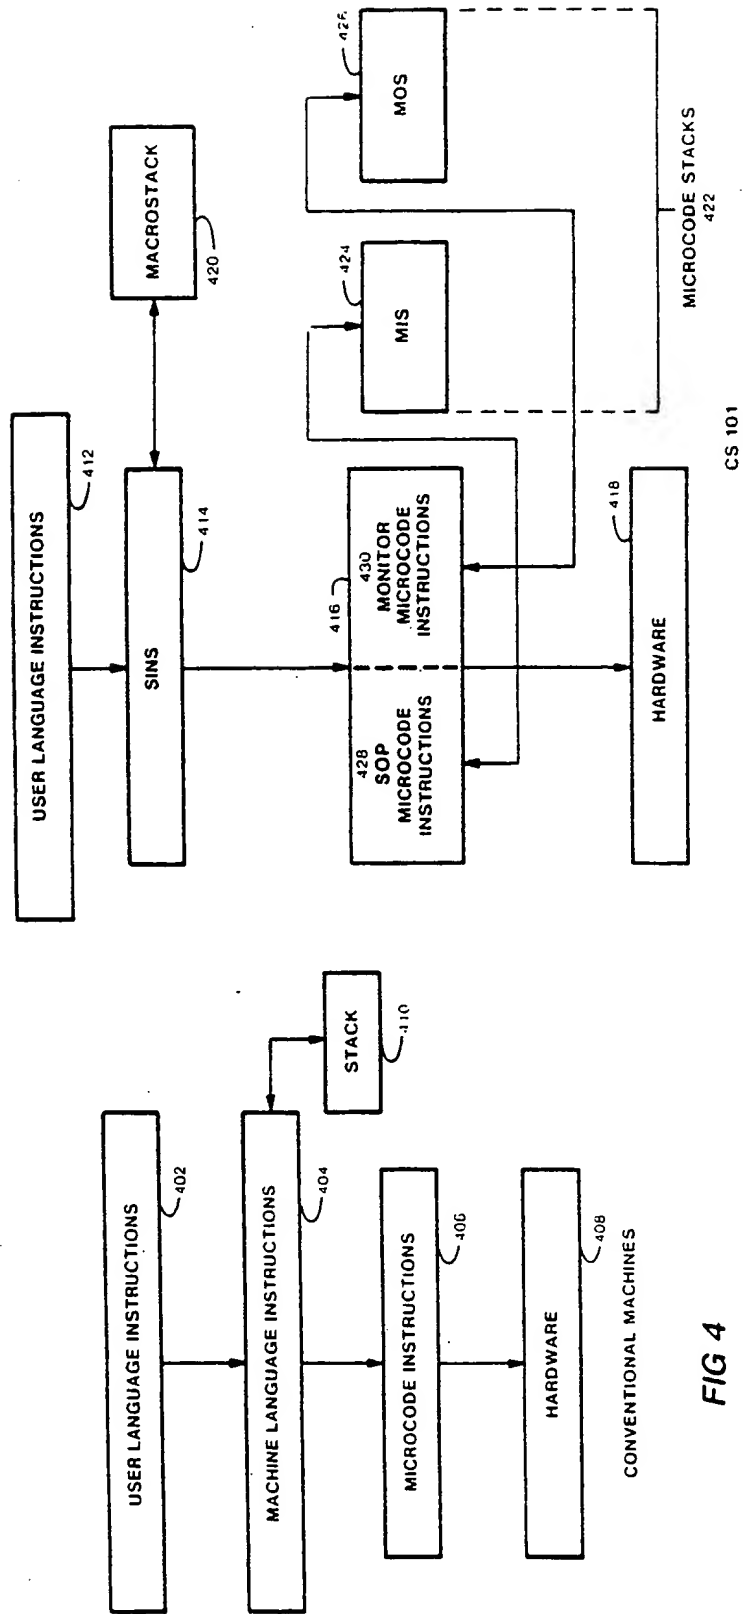 USER LANGUAGE INSTRUCTIONS
402
MACHINE LANGUAGE INSTRUCTIONS
404
STACK
410
MICROCODE INSTRUCTIONS
406
HARDWARE
408
CONVENTIONAL MACHINES
FIG 4
USER LANGUAGE INSTRUCTIONS
412
SINS
414
MACROSTACK
420
416
428
SOP
MICROCODE
INSTRUCTIONS
430
MONITOR
MICROCODE
INSTRUCTIONS
MIS
424
MOS
426
MICROCODE STACKS
422
HARDWARE
418
CS 101